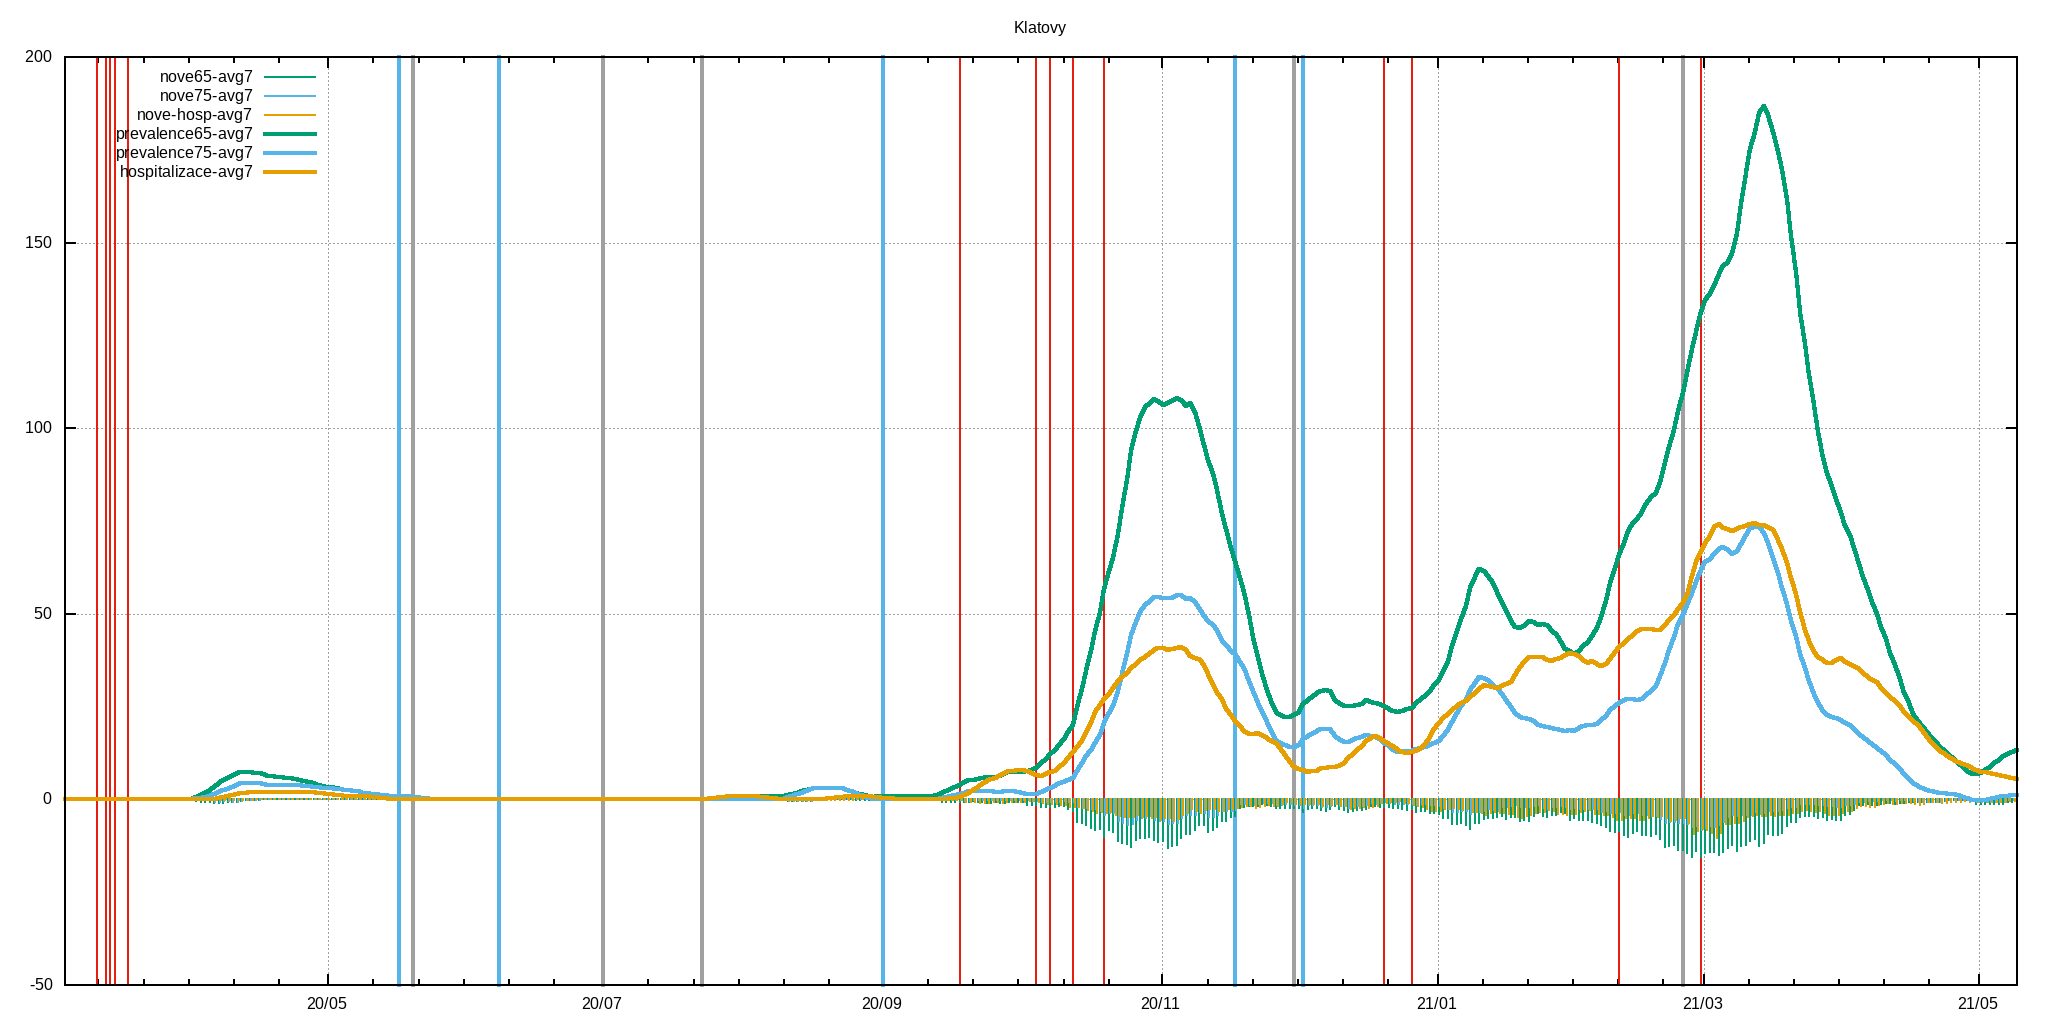 Klatovy
200
150
100
50
0
-50
nove65-avg7
nove75-avg7
nove-hosp-avg7
prevalence65-avg7
prevalence75-avg7
hospitalizace-avg7
20/05 20/07 20/09 20/11 21/01 21/03 21/05